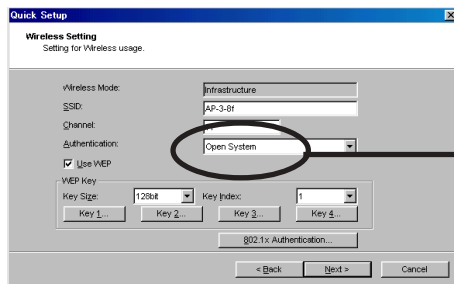 Quick Setup
Wireless Setting
Setting for Wireless usage.
Wireless Mode: Infrastructure
SSID: AP-3-8f
Channel:
Authentication: Open System
Use WEP
WEP Key
Key Size: 128bit Key Index: 1
Key 1... Key 2... Key 3... Key 4...
802.1x Authentication...
< Back Next > Cancel